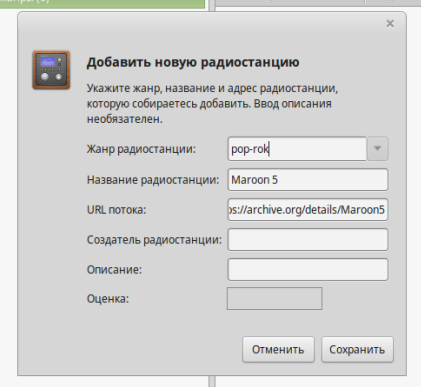 Добавить новую радиостанцию
Укажите жанр, название и адрес радиостанции,
которую собираетесь добавить. Ввод описания
необязателен.
Жанр радиостанции: pop-rok
Название радиостанции: Maroon 5
URL потока: ps://archive.org/details/Maroon5
Создатель радиостанции:
Описание:
Оценка:
Отменить Сохранить